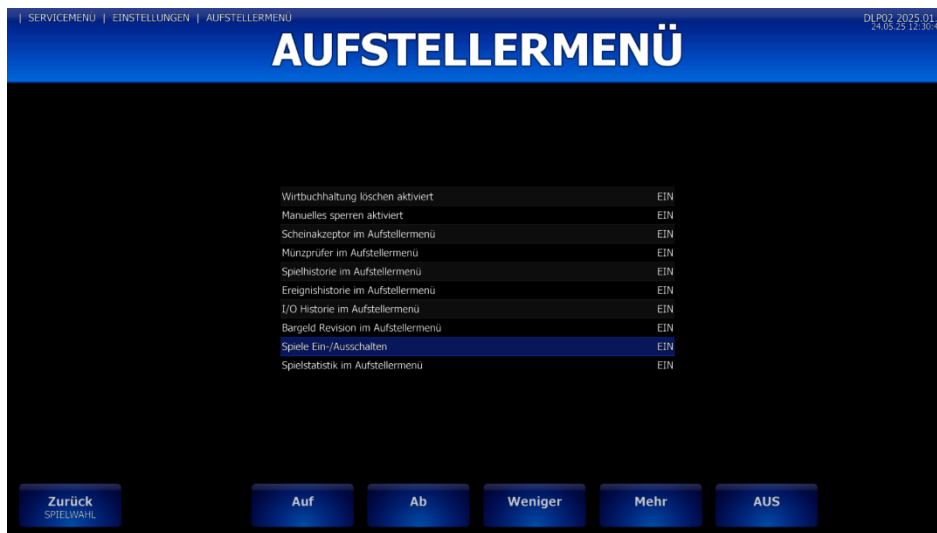 | SERVICEMENÜ | EINSTELLUNGEN | AUFSTELLERMENÜ
DLP02 2025.01.
24.05.25 12:30:4
AUFSTELLERMENÜ
Wirtbuchhaltung löschen aktiviert EIN
Manuelles sperren aktiviert EIN
Scheinakzeptor im Aufstellermenü EIN
Münzprüfer im Aufstellermenü EIN
Spielhistorie im Aufstellermenü EIN
Ereignishistorie im Aufstellermenü EIN
I/O Historie im Aufstellermenü EIN
Bargeld Revision im Aufstellermenü EIN
Spiele Ein-/Ausschalten EIN
Spielstatistik im Aufstellermenü EIN
Zurück Auf Ab Weniger Mehr AUS
SPIELWAHL